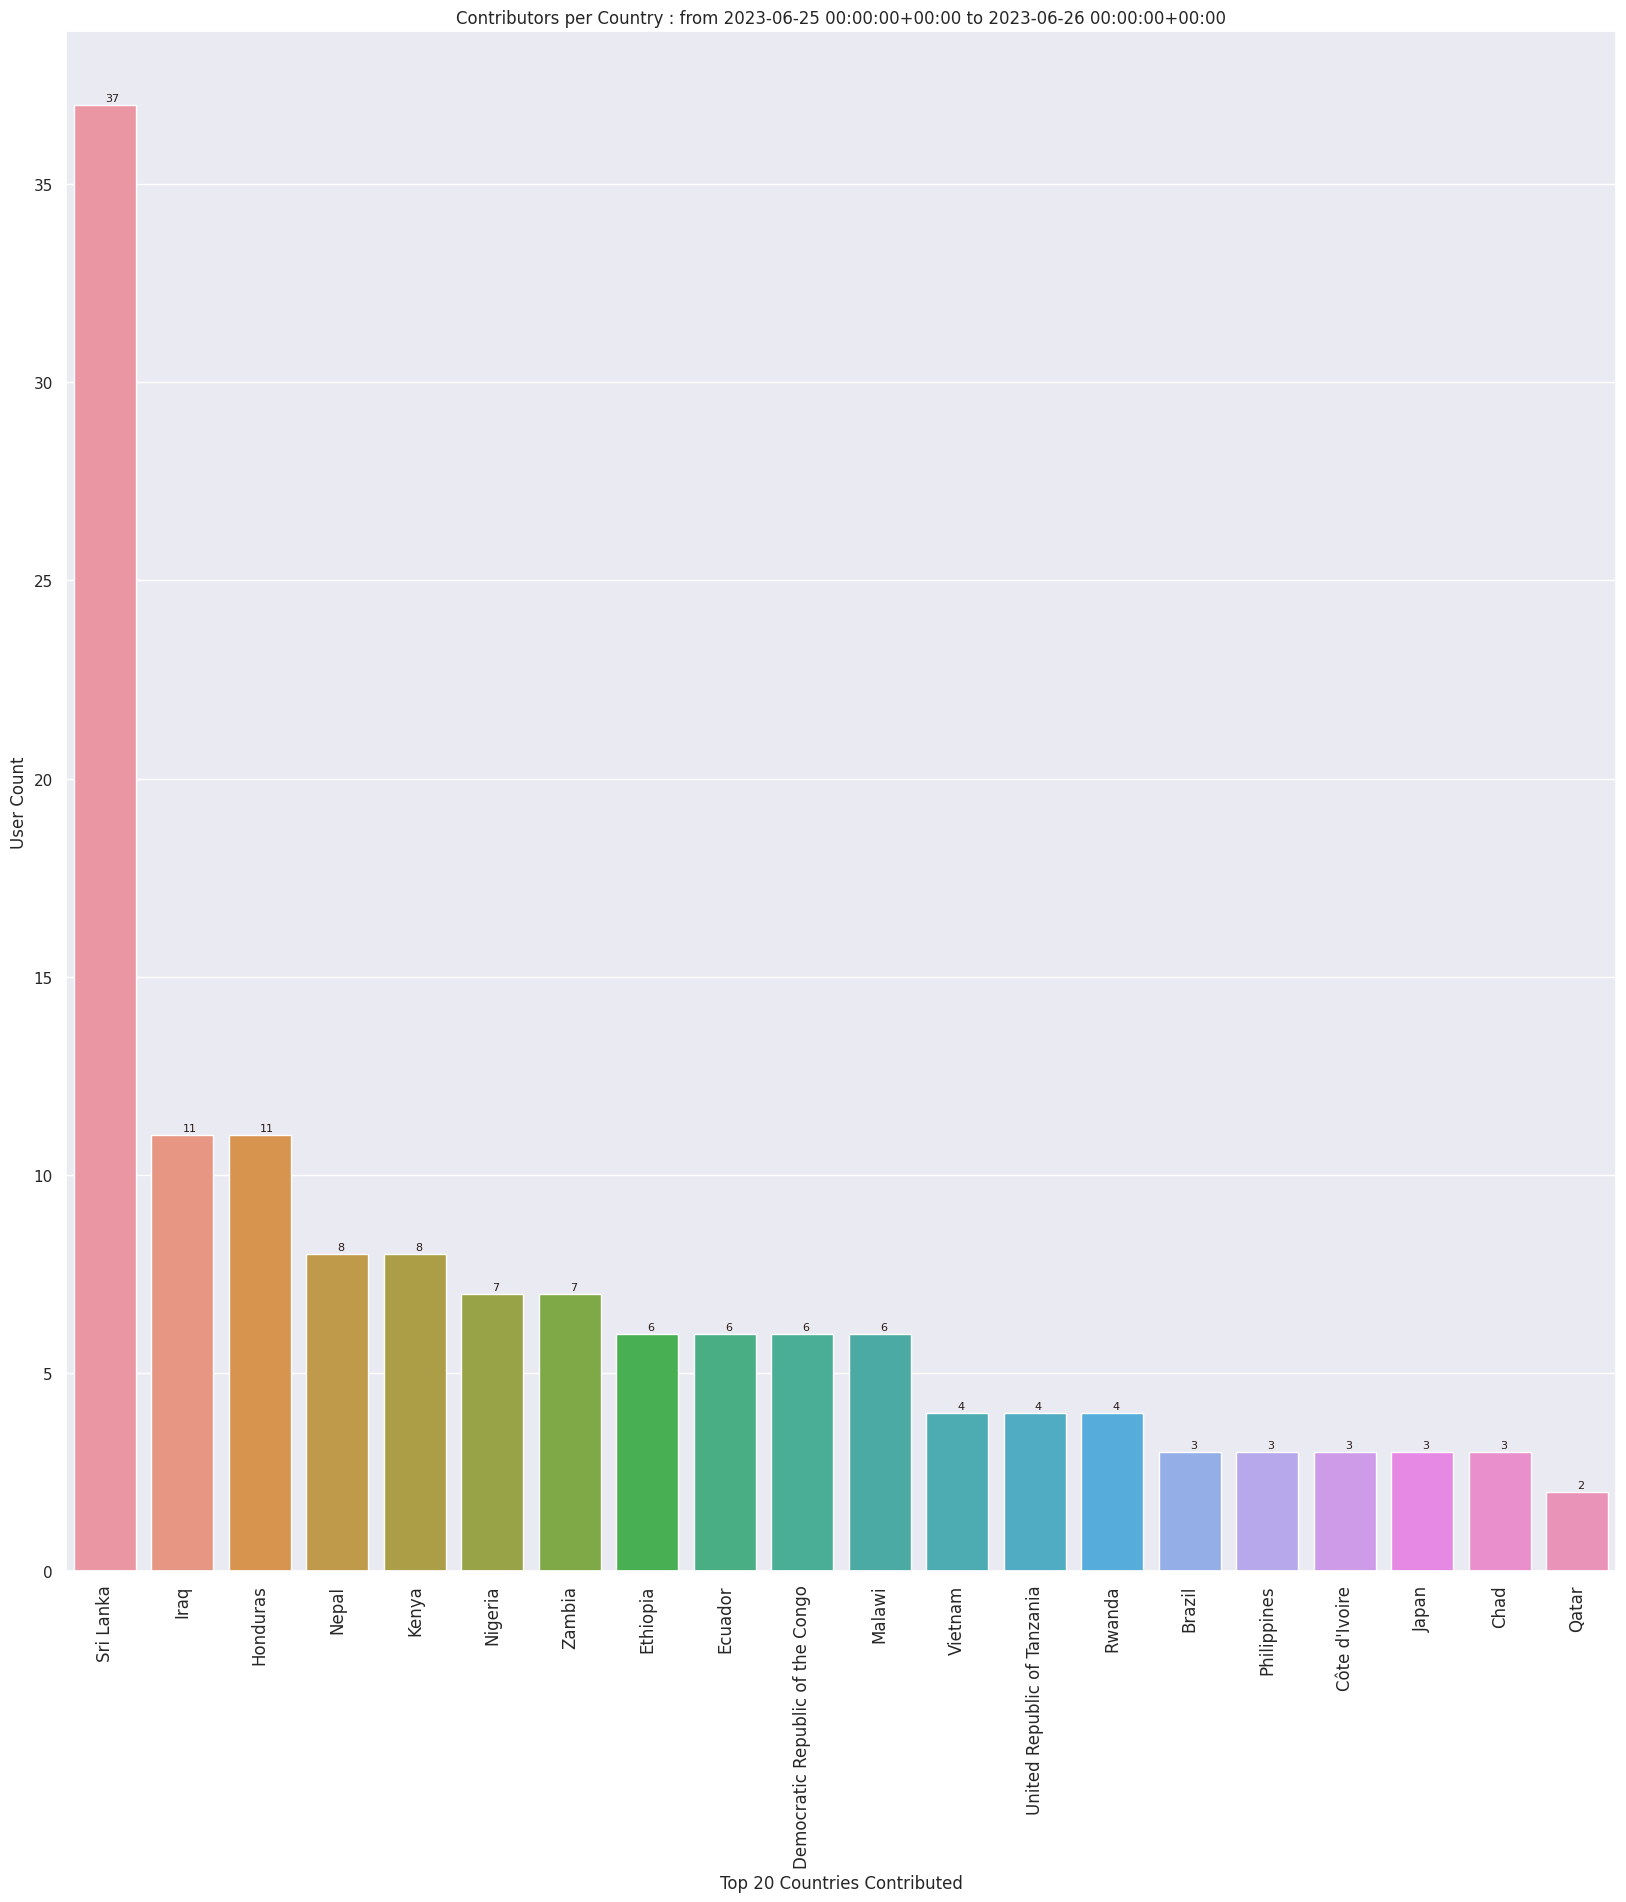 Contributors per Country : from 2023-06-25 00:00:00+00:00 to 2023-06-26 00:00:00+00:00
User Count
35
30
25
20
15
10
5
0
37
11
11
8
8
7
7
6
6
6
6
4
4
4
3
3
3
3
3
2
Sri Lanka
Iraq
Honduras
Nepal
Kenya
Nigeria
Zambia
Ethiopia
Ecuador
Democratic Republic of the Congo
Malawi
Vietnam
United Republic of Tanzania
Rwanda
Brazil
Philippines
Côte d'Ivoire
Japan
Chad
Qatar
Top 20 Countries Contributed